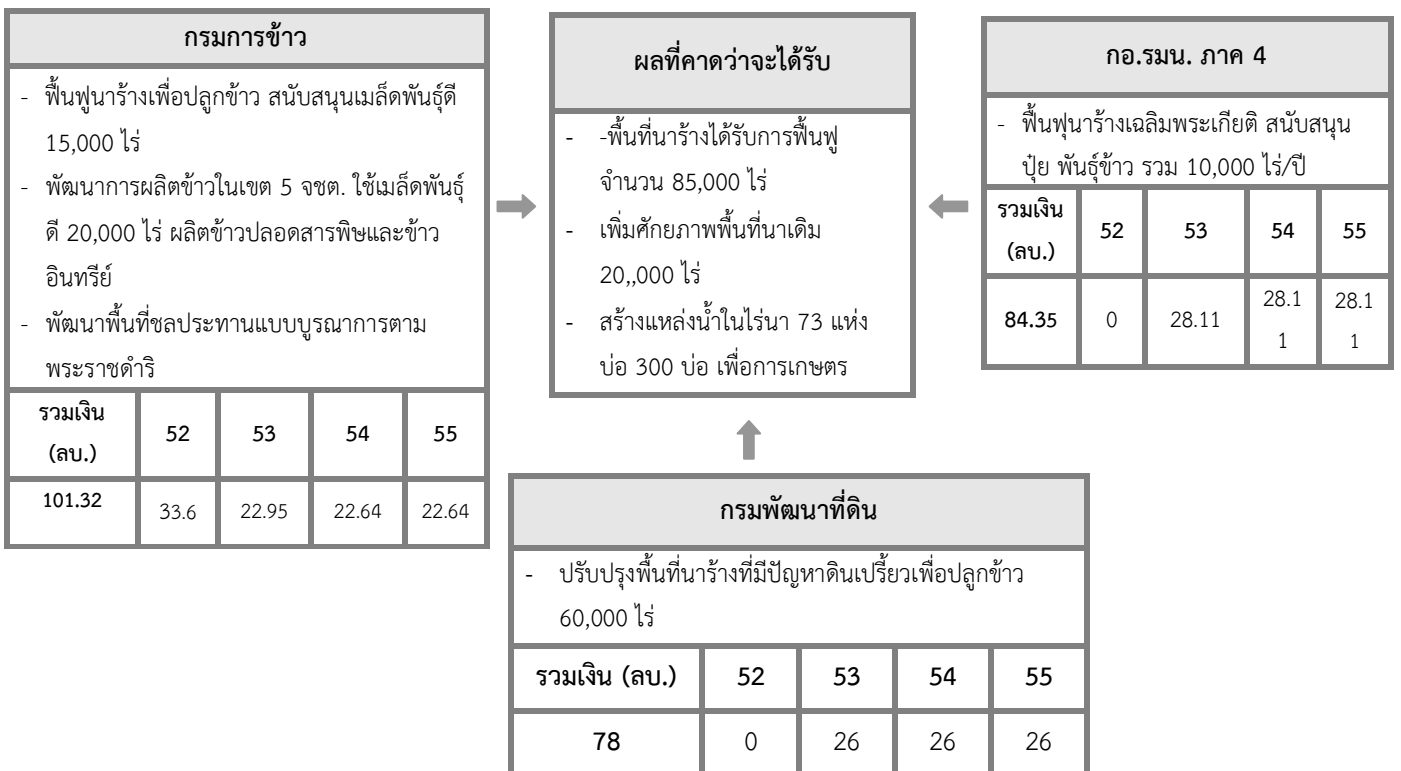 กรมการข้าว
- ฟื้นฟูนาร้างเพื่อปลูกข้าว สนับสนุนเมล็ดพันธุ์ดี
15,000 ไร่
- พัฒนาการผลิตข้าวในเขต 5 จชต. ใช้เมล็ดพันธุ์
ดี 20,000 ไร่ ผลิตข้าวปลอดสารพิษและข้าว
อินทรีย์
- พัฒนาพื้นที่ชลประทานแบบบูรณาการตาม
พระราชดำริ
รวมเงิน
(ลบ.) 52 53 54 55
101.32 33.6 22.95 22.64 22.64
ผลที่คาดว่าจะได้รับ
- -พื้นที่นาร้างได้รับการฟื้นฟู
จำนวน 85,000 ไร่
- เพิ่มศักยภาพพื้นที่นาเดิม
20,,000 ไร่
- สร้างแหล่งน้ำในไร่นา 73 แห่ง
บ่อ 300 บ่อ เพื่อการเกษตร
กอ.รมน. ภาค 4
- ฟื้นฟุนาร้างเฉลิมพระเกียติ สนับสนุน
ปุ๋ย พันธุ์ข้าว รวม 10,000 ไร่/ปี
รวมเงิน
(ลบ.) 52 53 54 55
84.35 0 28.11 28.1 28.1
1 1
กรมพัฒนาที่ดิน
- ปรับปรุงพื้นที่นาร้างที่มีปัญหาดินเปรี้ยวเพื่อปลูกข้าว
60,000 ไร่
รวมเงิน (ลบ.) 52 53 54 55
78 0 26 26 26